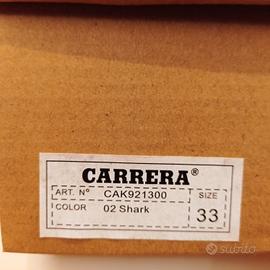 CARRERA®
ART. N° CAK921300
COLOR 02 Shark
SIZE
33
subito